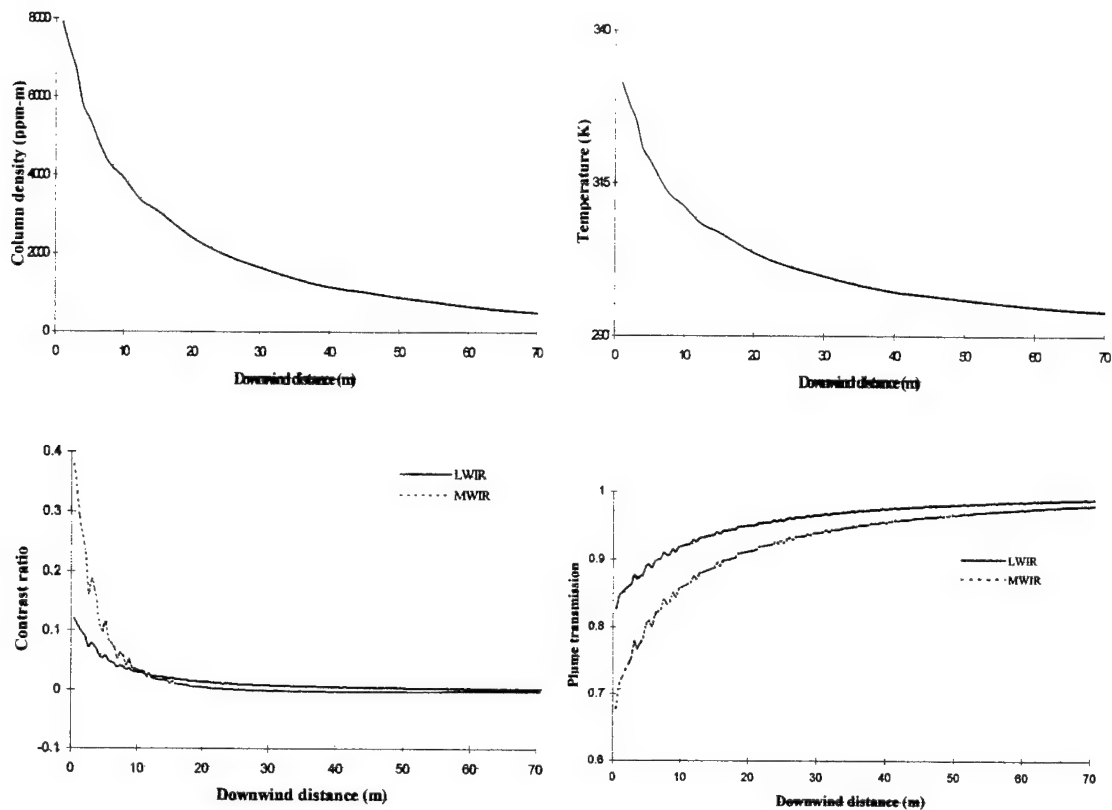 8000
6000
4000
2000
0
Column density (ppm-m)
0 10 20 30 40 50 60 70
Downwind distance (m)
340
315
290
Temperature (K)
0 10 20 30 40 50 60 70
Downwind distance (m)
0.4
0.3
0.2
0.1
0
-0.1
Contrast ratio
LWIR
MWIR
0 10 20 30 40 50 60 70
Downwind distance (m)
1
0.9
0.8
0.7
0.6
Plume transmission
LWIR
MWIR
0 10 20 30 40 50 60 70
Downwind distance (m)